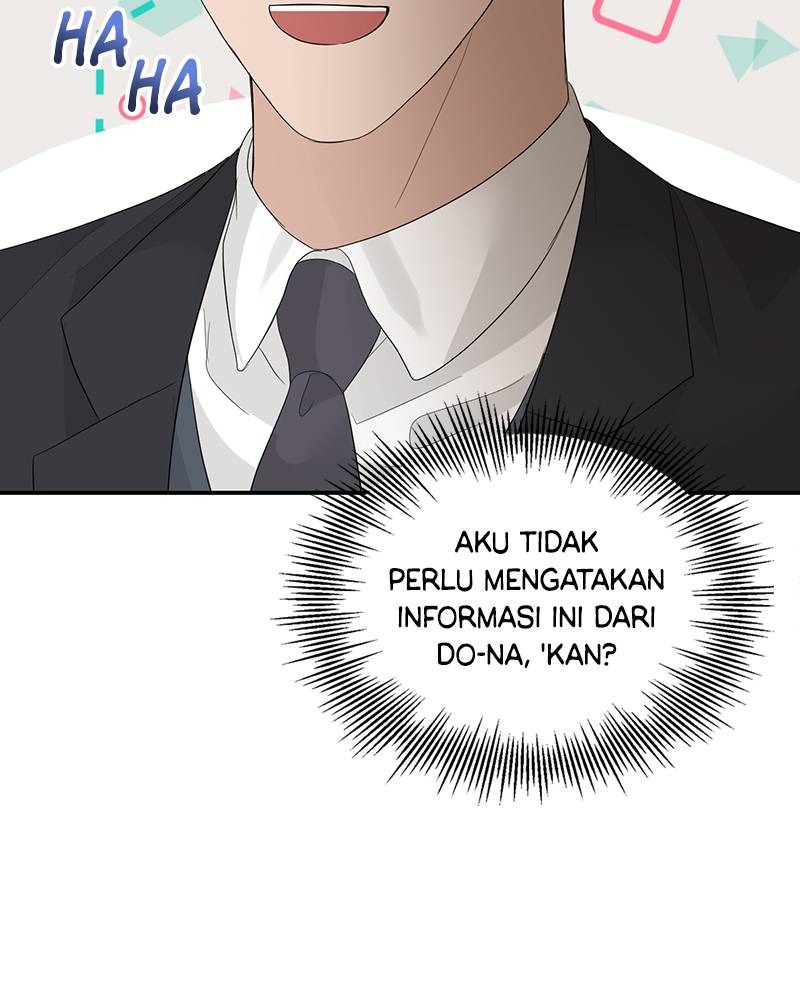 HA
HA
AKU TIDAK
PERLU MENGATAKAN
INFORMASI INI DARI
DO-NA, 'KAN?